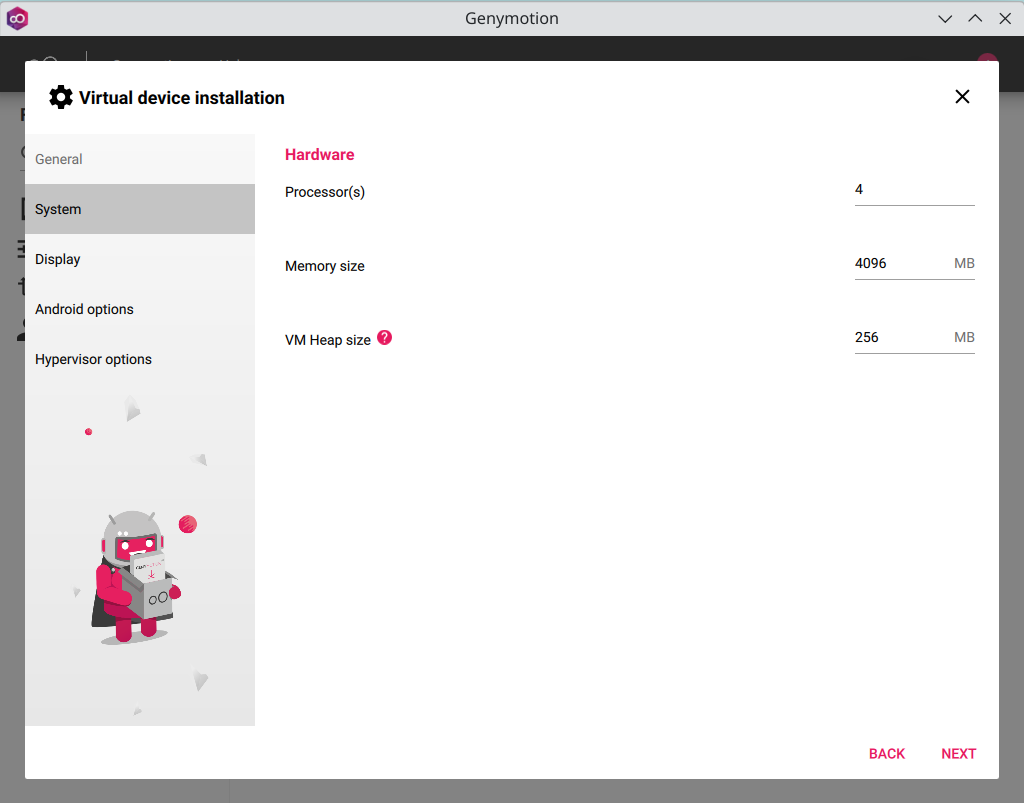 Genymotion
Virtual device installation
General
System
Display
Android options
Hypervisor options
Hardware
Processor(s)
4
Memory size
4096 MB
VM Heap size ?
256 MB
BACK NEXT